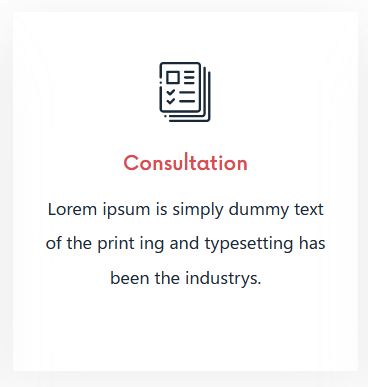 Consultation
Lorem ipsum is simply dummy text
of the print ing and typesetting has
been the industrys.